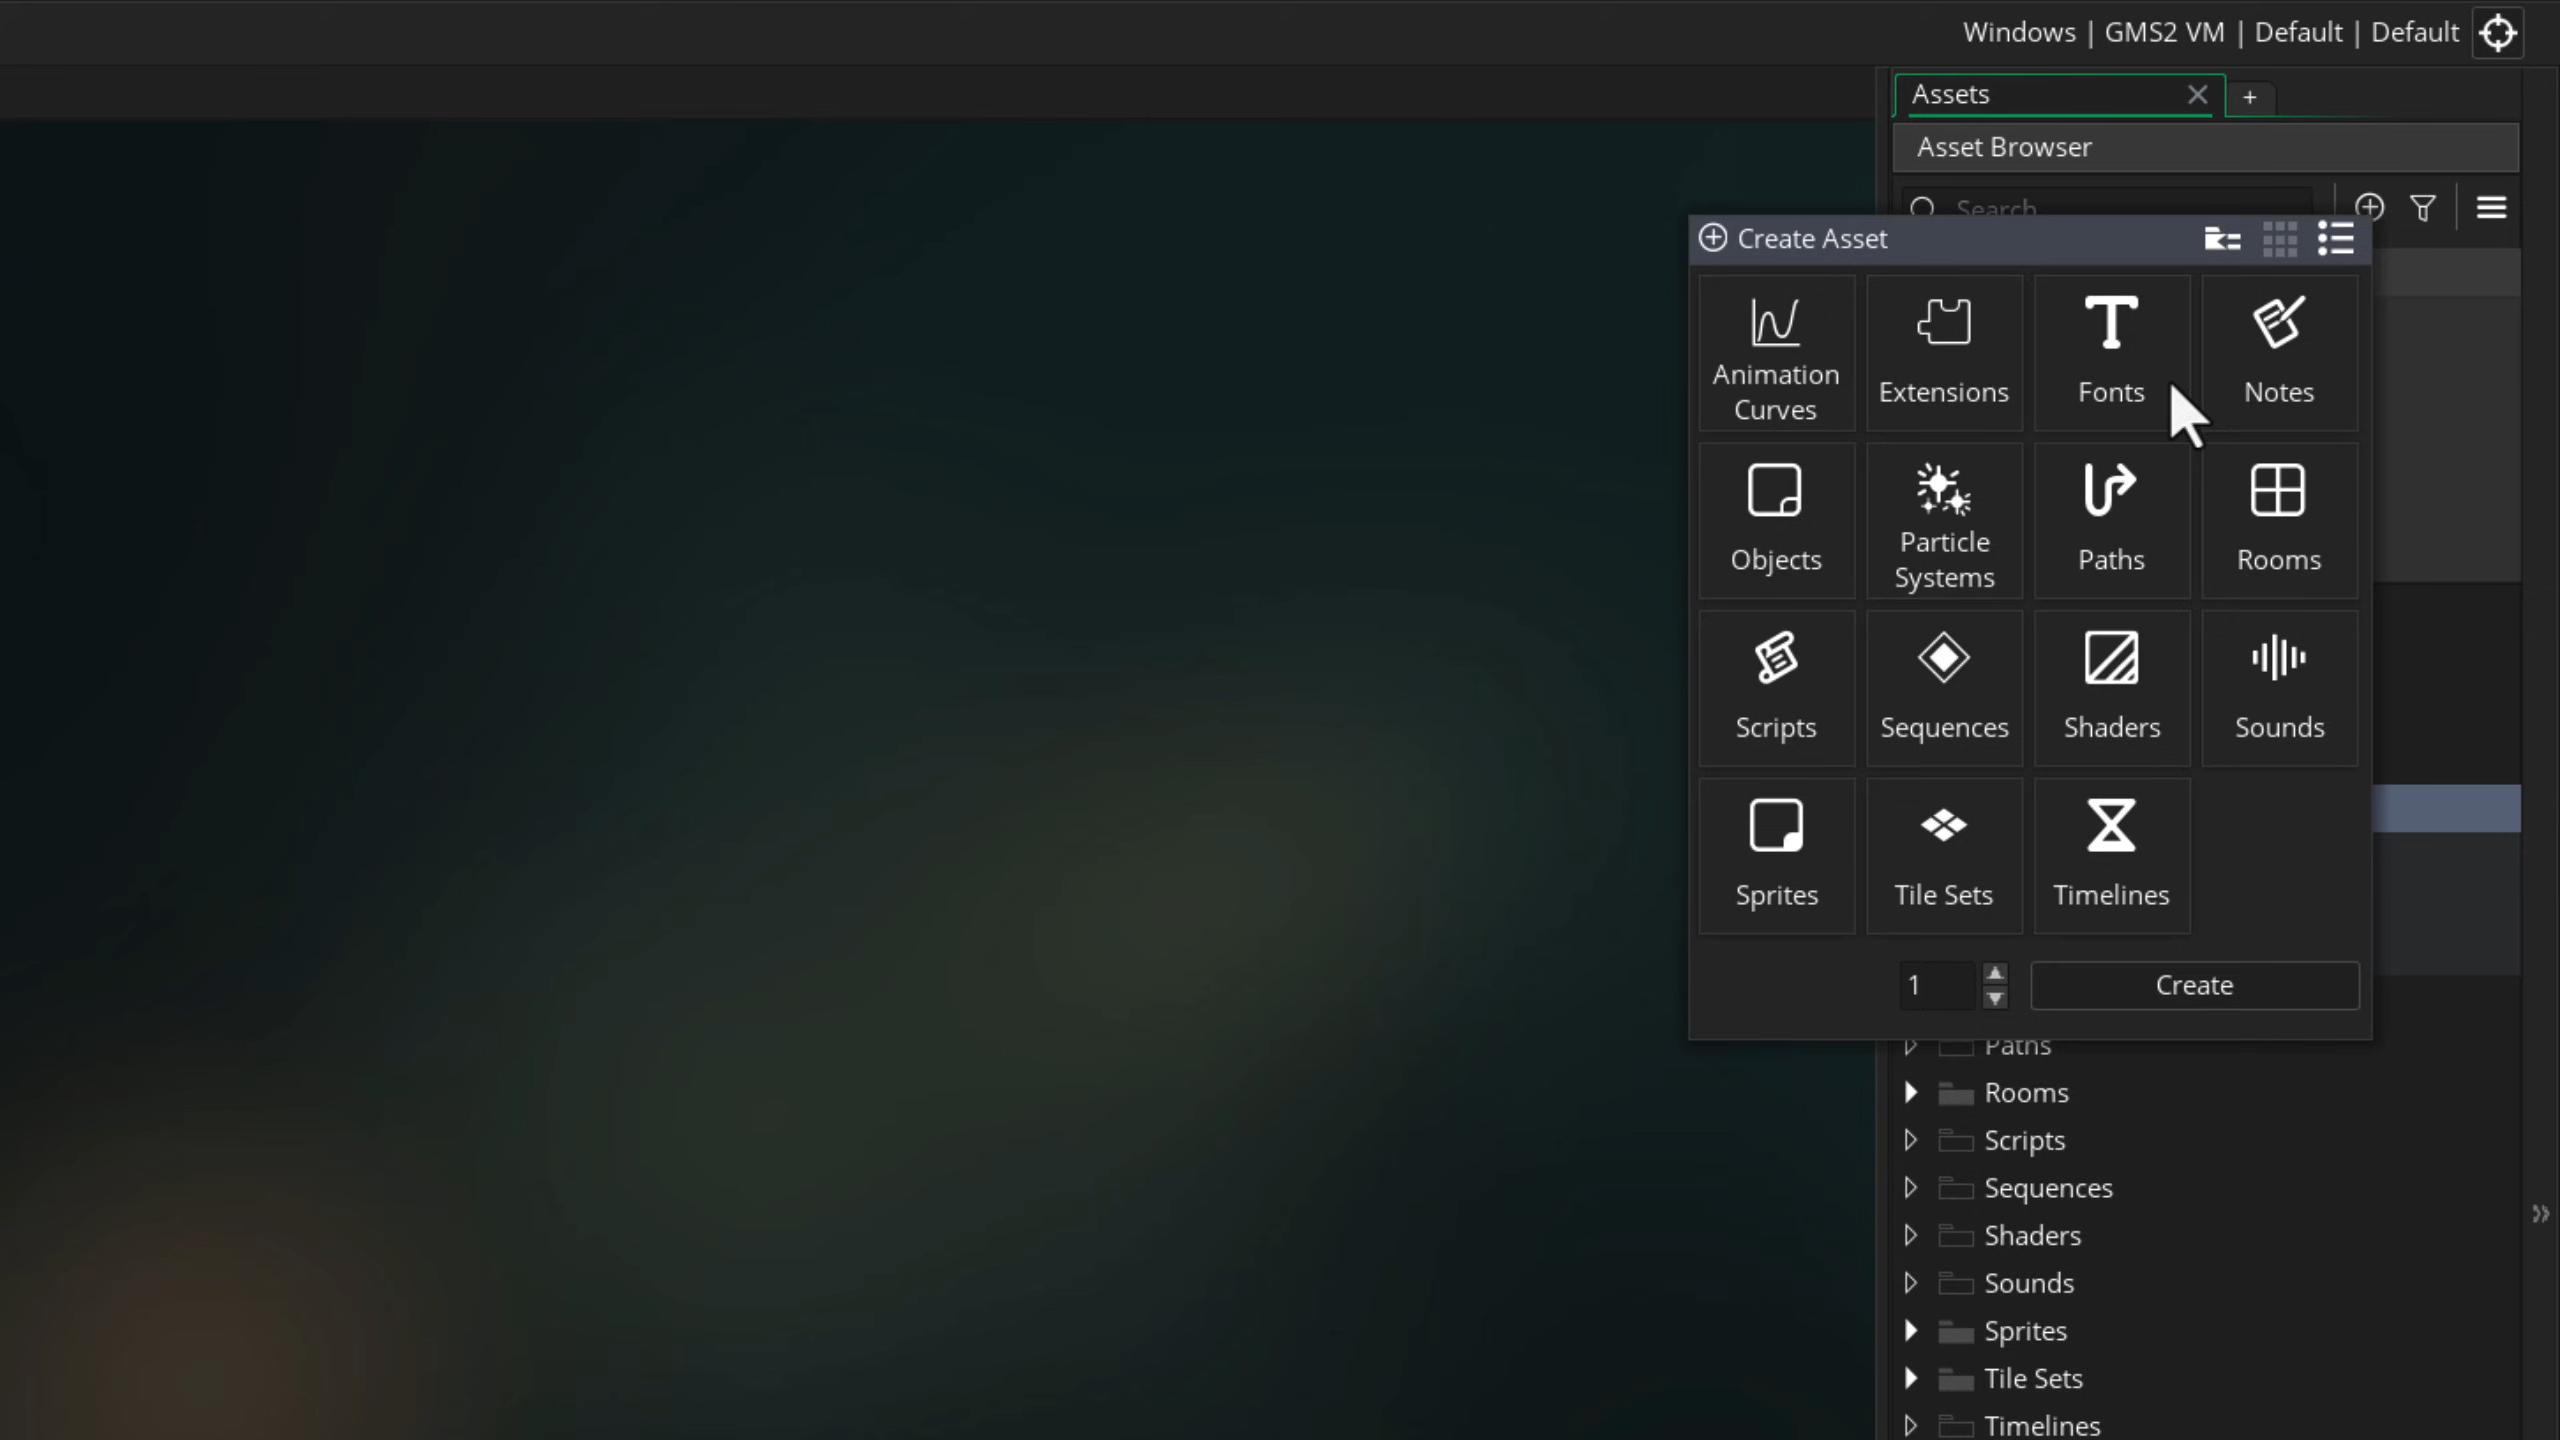 Windows | GMS2 VM | Default | Default
Assets
Asset Browser
Search
Create Asset
Animation Curves
Extensions
Fonts
Notes
Objects
Particle Systems
Paths
Rooms
Scripts
Sequences
Shaders
Sounds
Sprites
Tile Sets
Timelines
1
Create
Paths
Rooms
Scripts
Sequences
Shaders
Sounds
Sprites
Tile Sets
Timelines